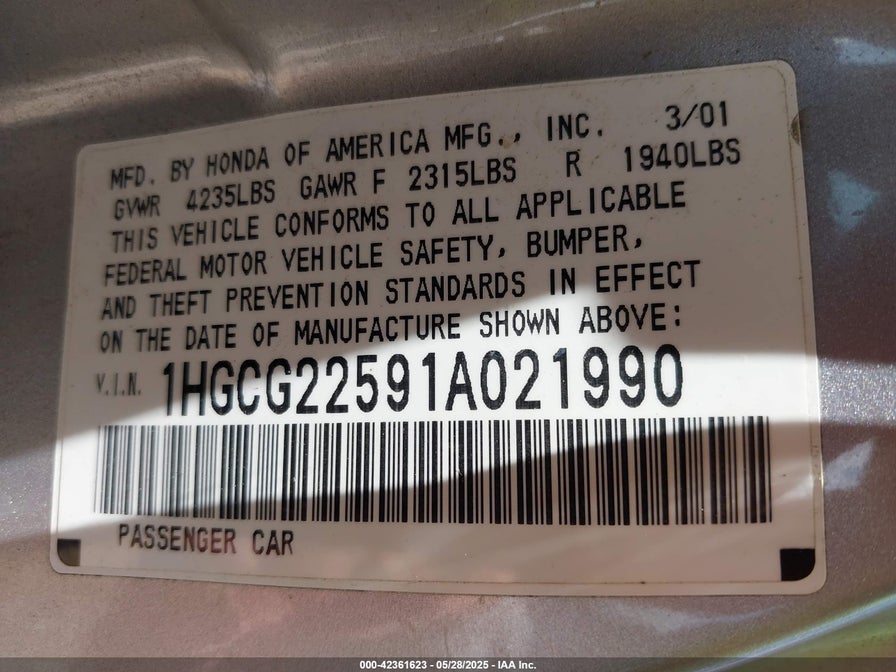 MFD. BY HONDA OF AMERICA MFG., INC. 3/01
GVWR 4235LBS GAWR F 2315LBS R 1940LBS
THIS VEHICLE CONFORMS TO ALL APPLICABLE
FEDERAL MOTOR VEHICLE SAFETY, BUMPER,
AND THEFT PREVENTION STANDARDS IN EFFECT
ON THE DATE OF MANUFACTURE SHOWN ABOVE:
V.I.N. 1HGCG22591A021990
PASSENGER CAR
000-42361623 - 05/28/2025 - IAA Inc.